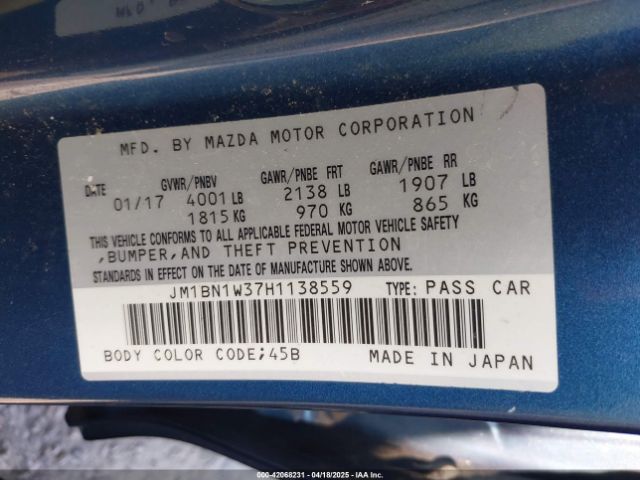 MFD. BY MAZDA MOTOR CORPORATION
DATE GVWR/PNBV GAWR/PNBE FRT GAWR/PNBE RR
01/17 4001 LB 2138 LB 1907 LB
1815 KG 970 KG 865 KG
THIS VEHICLE CONFORMS TO ALL APPLICABLE FEDERAL MOTOR VEHICLE SAFETY
,BUMPER,AND THEFT PREVENTION
STANDARDS IN EFFECT ON THE DATE OF MANUFACTURE SHOWN ABOVE.
JM1BN1W37H1138559 TYPE: PASS CAR
BODY COLOR CODE;45B MADE IN JAPAN
000-42068231 - 04/18/2025 - IAA Inc.